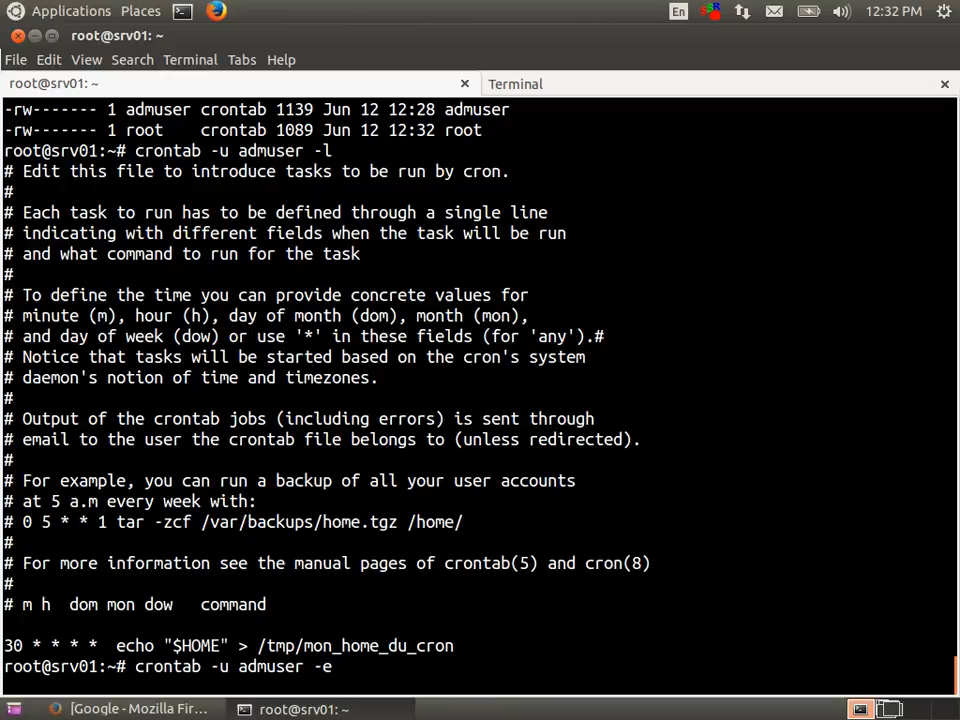 Applications Places En 12:32 PM
root@srv01: ~
File Edit View Search Terminal Tabs Help
root@srv01: ~ × Terminal ×
-rw------- 1 admuser crontab 1139 Jun 12 12:28 admuser
-rw------- 1 root    crontab 1089 Jun 12 12:32 root
root@srv01:~# crontab -u admuser -l
# Edit this file to introduce tasks to be run by cron.
#
# Each task to run has to be defined through a single line
# indicating with different fields when the task will be run
# and what command to run for the task
#
# To define the time you can provide concrete values for
# minute (m), hour (h), day of month (dom), month (mon),
# and day of week (dow) or use '*' in these fields (for 'any').#
# Notice that tasks will be started based on the cron's system
# daemon's notion of time and timezones.
#
# Output of the crontab jobs (including errors) is sent through
# email to the user the crontab file belongs to (unless redirected).
#
# For example, you can run a backup of all your user accounts
# at 5 a.m every week with:
# 0 5 * * 1 tar -zcf /var/backups/home.tgz /home/
#
# For more information see the manual pages of crontab(5) and cron(8)
#
# m h  dom mon dow   command
30 * * * *  echo "$HOME" > /tmp/mon_home_du_cron
root@srv01:~# crontab -u admuser -e
[Google - Mozilla Fir... root@srv01: ~